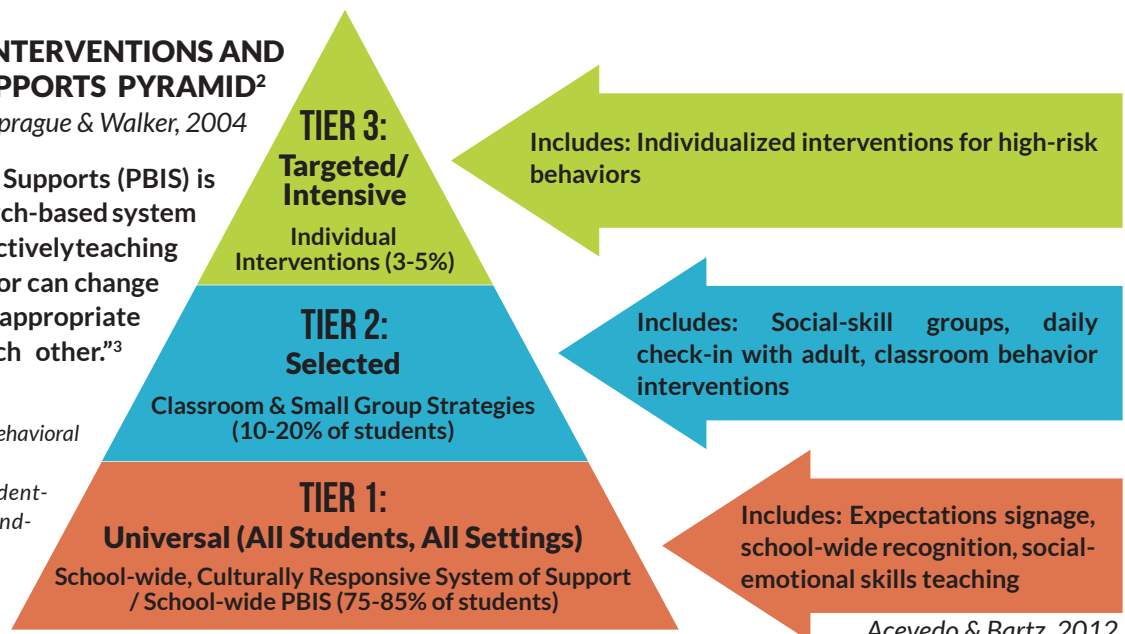 NTERVENTIONS AND
PPORTS PYRAMID²
prague & Walker, 2004
Supports (PBIS) is
ch-based system
ctivelyteaching
or can change
appropriate
ch other.”³
ehavioral
dent-
nd-
TIER 3:
Targeted/
Intensive
Individual
Interventions (3-5%)
Includes: Individualized interventions for high-risk
behaviors
TIER 2:
Selected
Classroom & Small Group Strategies
(10-20% of students)
Includes: Social-skill groups, daily
check-in with adult, classroom behavior
interventions
TIER 1:
Universal (All Students, All Settings)
School-wide, Culturally Responsive System of Support
/ School-wide PBIS (75-85% of students)
Includes: Expectations signage,
school-wide recognition, social-
emotional skills teaching
Acevedo & Bartz, 2012